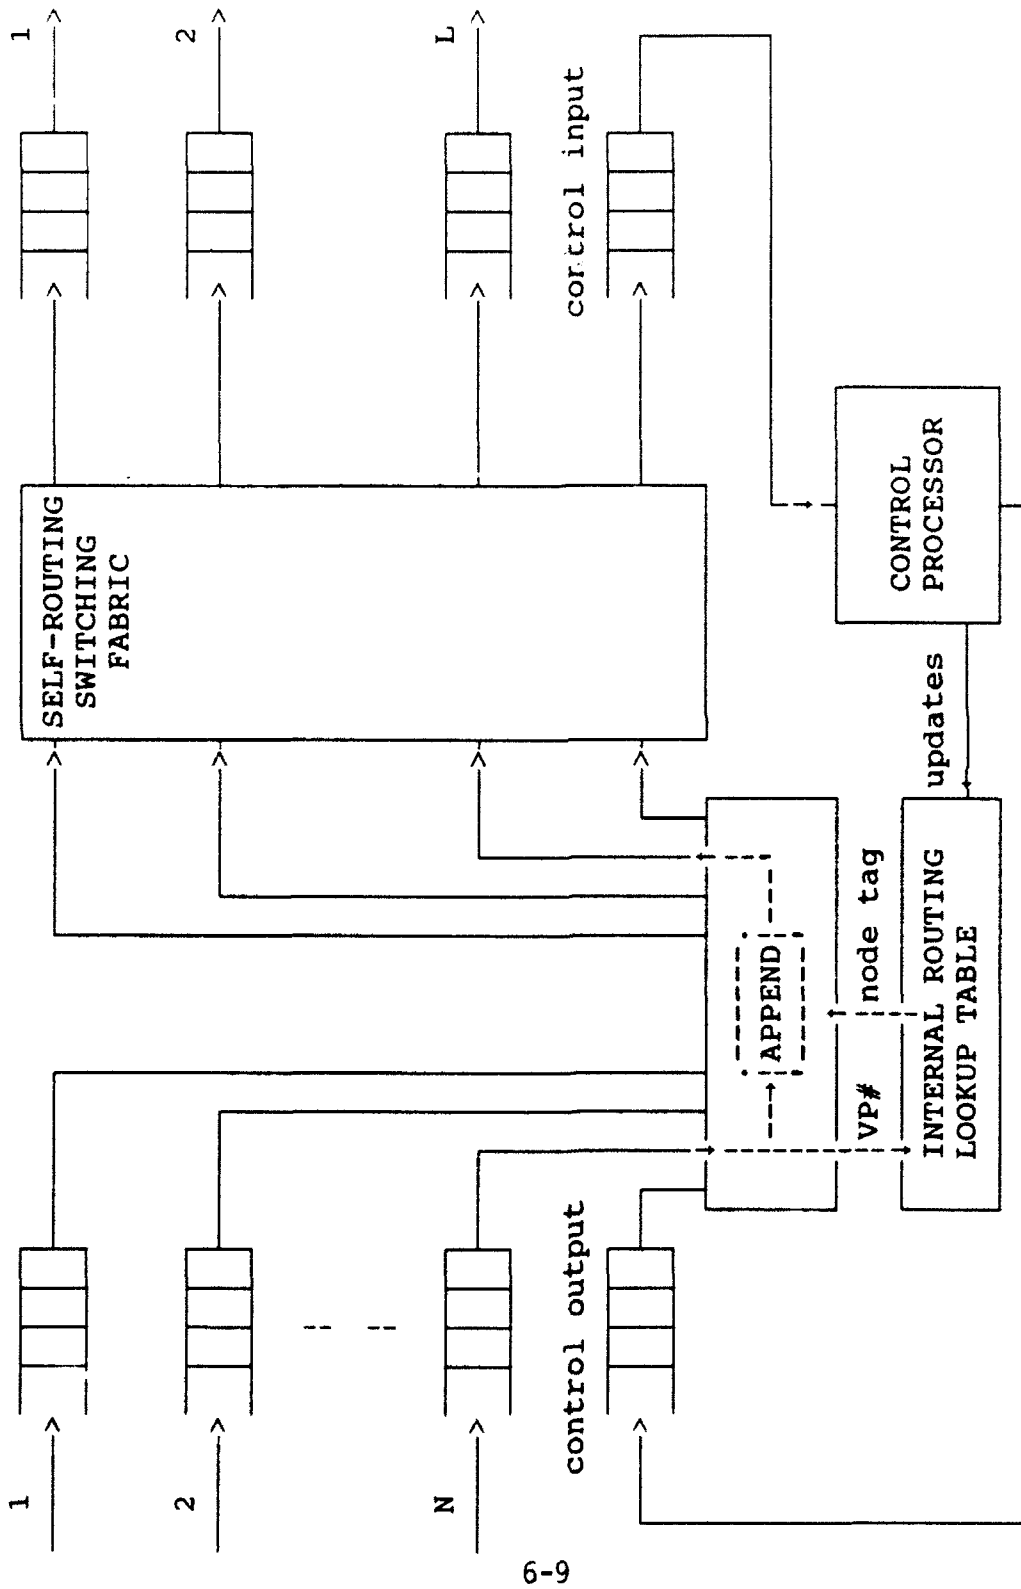 1
2
N
control output
SELF-ROUTING
SWITCHING
FABRIC
1
2
L
control input
APPEND
VP#
node tag
INTERNAL ROUTING
LOOKUP TABLE
updates
CONTROL
PROCESSOR
6-9